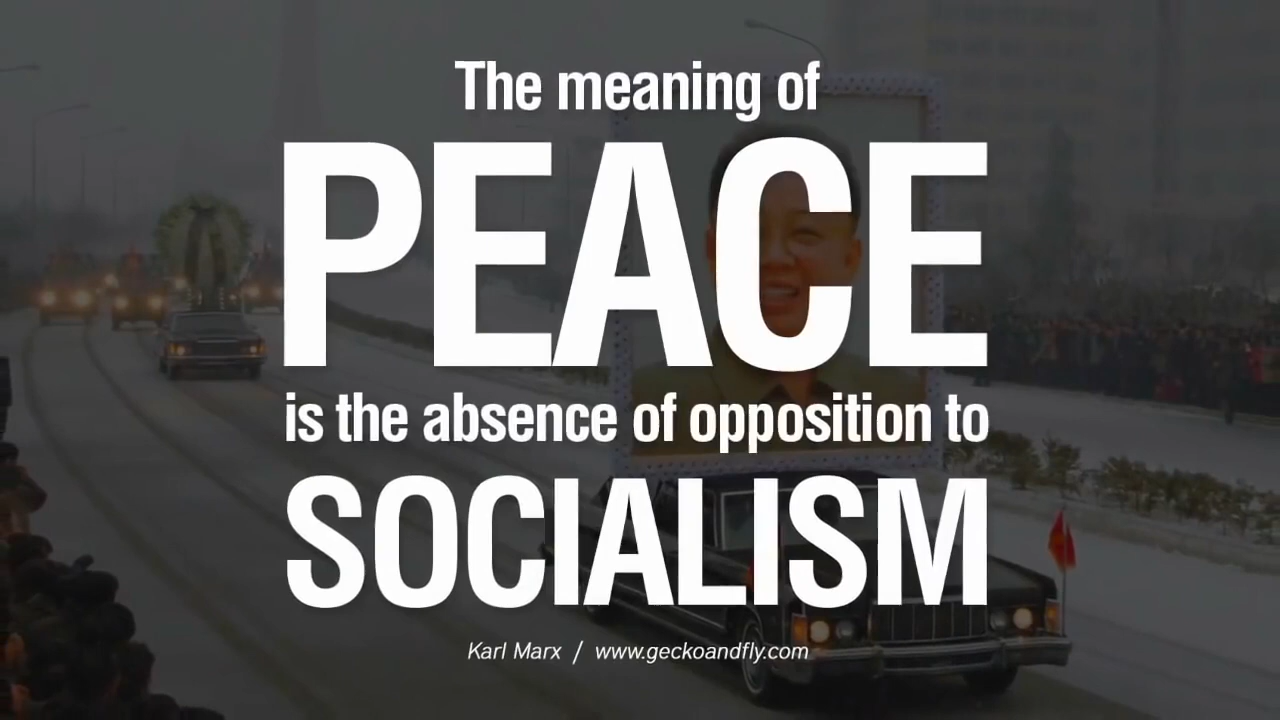 The meaning of
PEACE
is the absence of opposition to
SOCIALISM
Karl Marx / www.geckoandfly.com